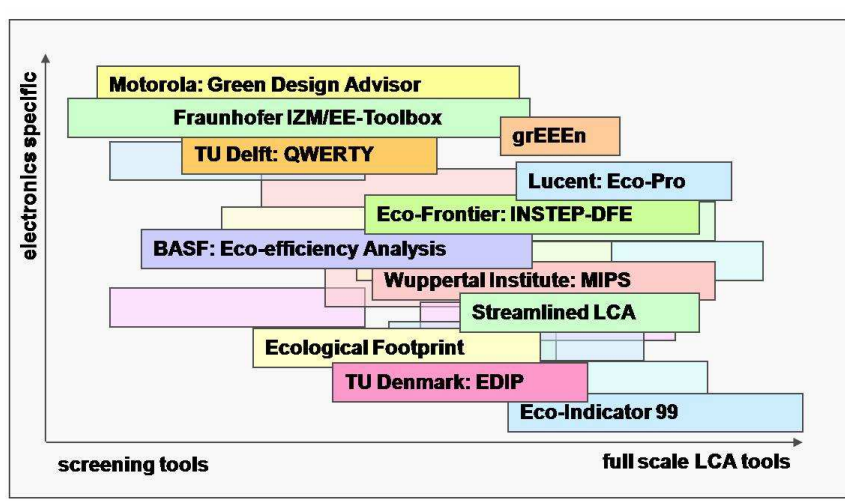 electronics specific
Motorola: Green Design Advisor
Fraunhofer IZM/EE-Toolbox
grEEEn
TU Delft: QWERTY
Lucent: Eco-Pro
Eco-Frontier: INSTEP-DFE
BASF: Eco-efficiency Analysis
Wuppertal Institute: MIPS
Streamlined LCA
Ecological Footprint
TU Denmark: EDIP
Eco-Indicator 99
screening tools
full scale LCA tools